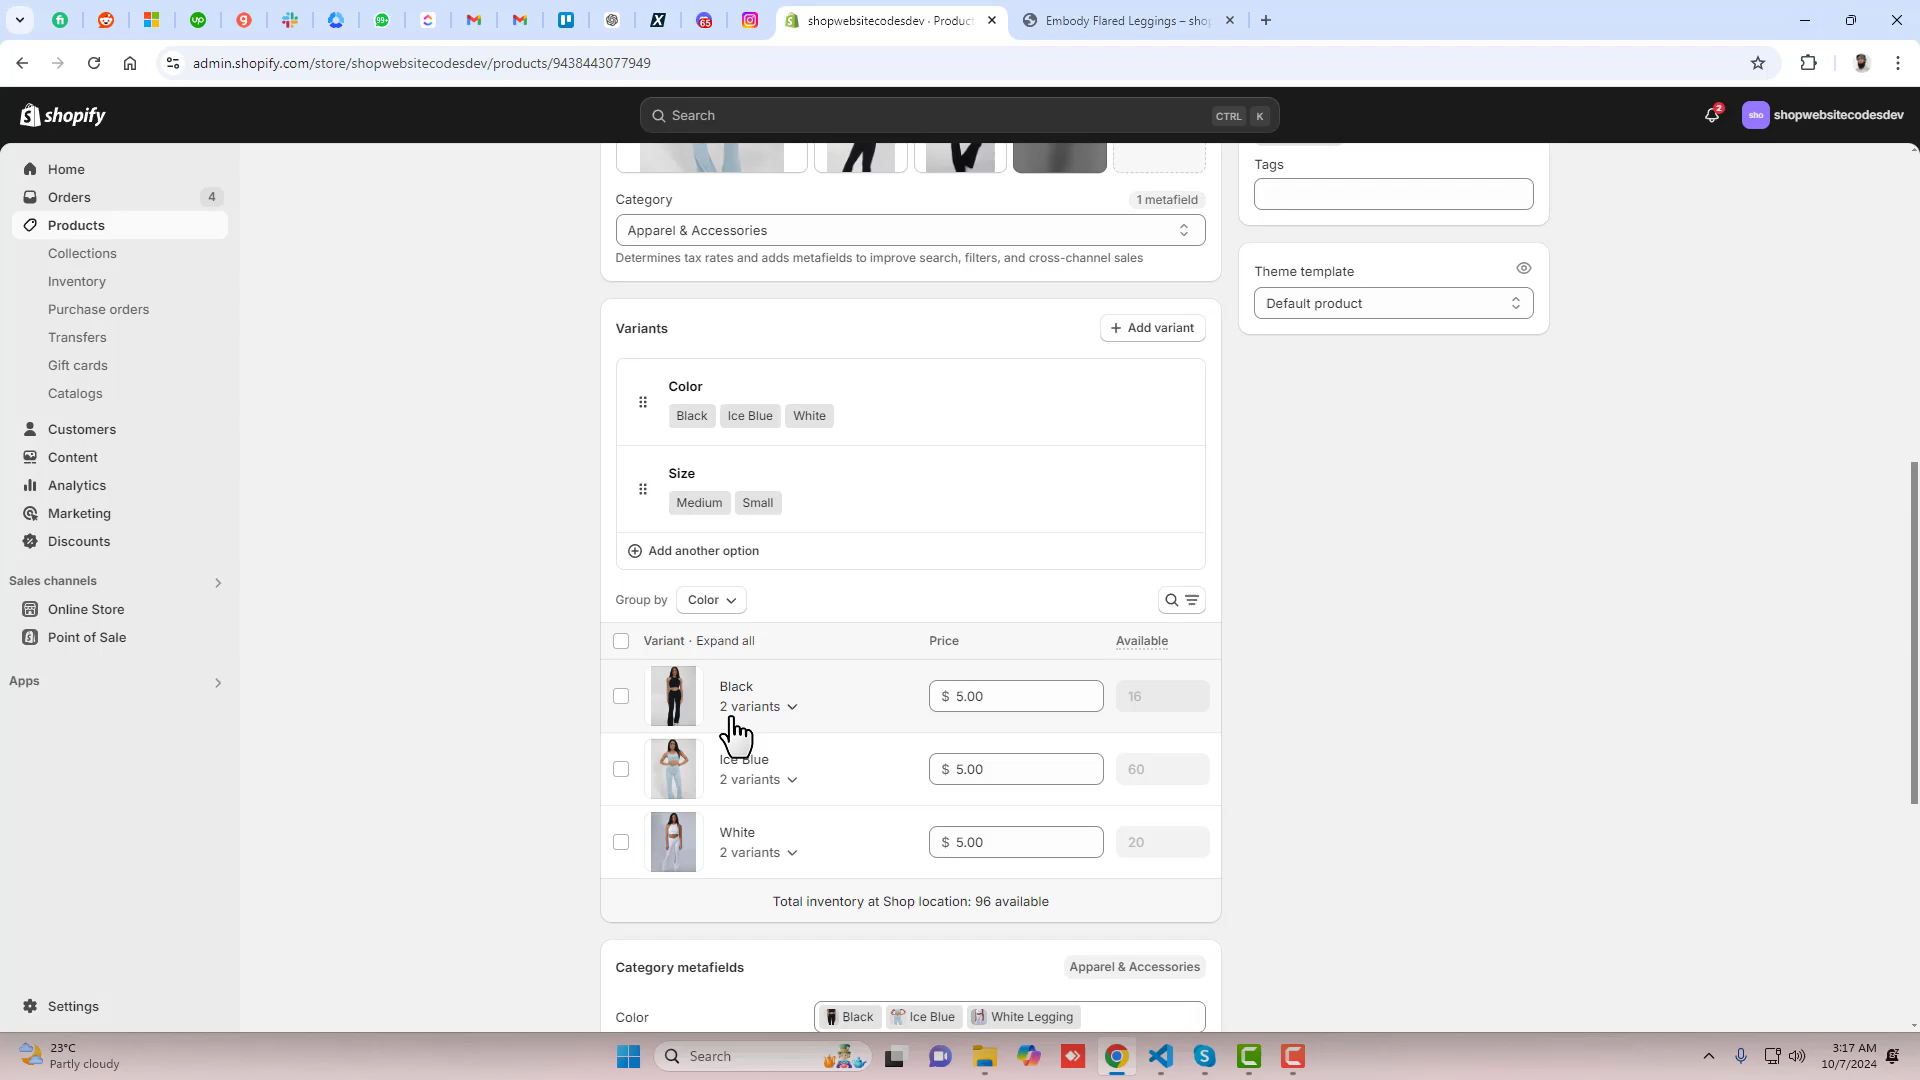 shopwebsitecodesdev · Product
Embody Flared Leggings – shop
admin.shopify.com/store/shopwebsitecodesdev/products/9438443077949
shopify
Search
CTRL K
2
sho
shopwebsitecodesdev
Home
Orders 4
Products
Collections
Inventory
Purchase orders
Transfers
Gift cards
Catalogs
Customers
Content
Analytics
Marketing
Discounts
Sales channels
Online Store
Point of Sale
Apps
Settings
Category
1 metafield
Apparel & Accessories
Determines tax rates and adds metafields to improve search, filters, and cross-channel sales
Variants
Add variant
Color
Black Ice Blue White
Size
Medium Small
Add another option
Group by Color
Variant · Expand all Price Available
Black
2 variants
$ 5.00 16
Ice Blue
2 variants
$ 5.00 60
White
2 variants
$ 5.00 20
Total inventory at Shop location: 96 available
Category metafields
Apparel & Accessories
Color
Black Ice Blue White Legging
Tags
Theme template
Default product
23°C
Partly cloudy
Search
3:17 AM
10/7/2024